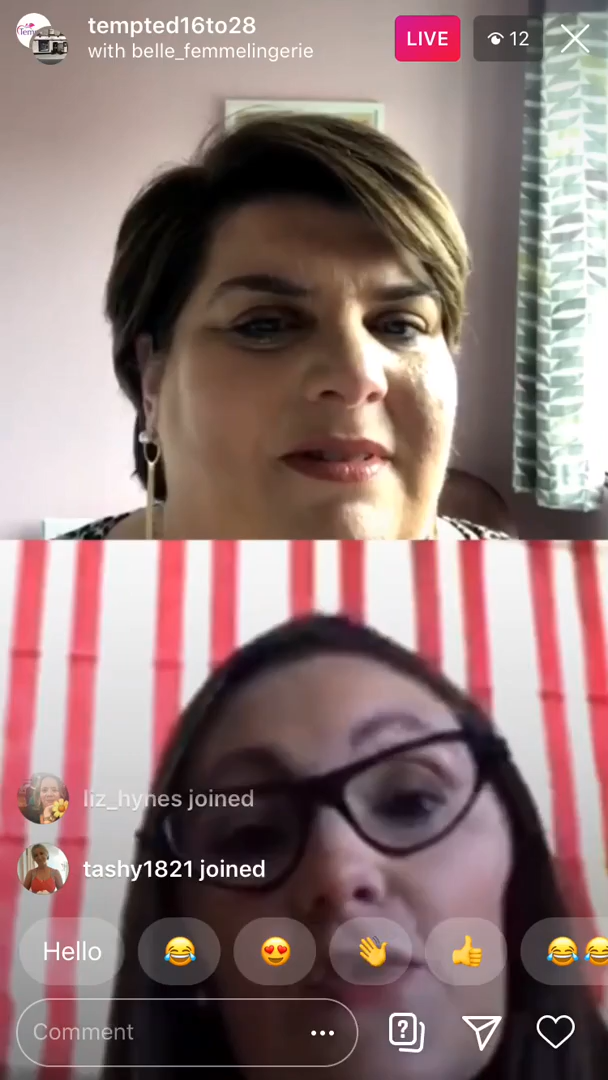 tempted16to28
with belle_femmelingerie
LIVE
12
liz_hynes joined
tashy1821 joined
Hello
Comment